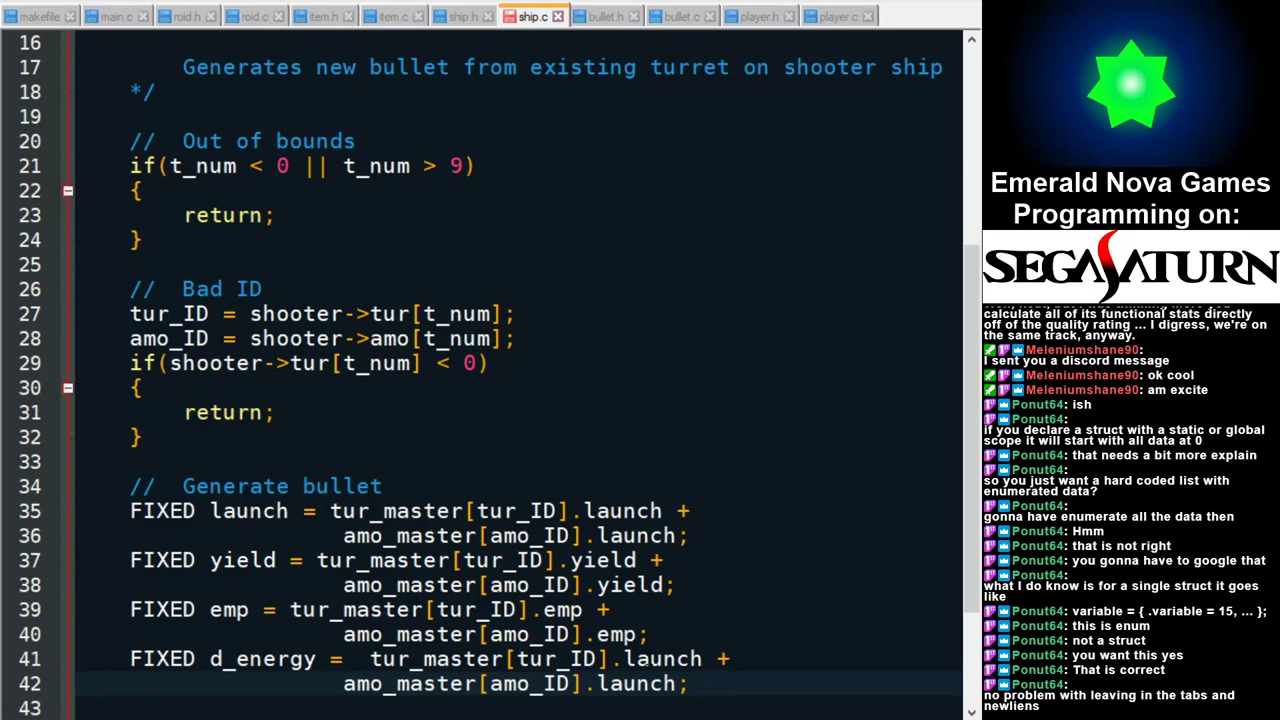 makefile main.c roid.h roid.c item.h item.c ship.h ship.c bullet.h bullet.c player.h player.c
16
17 Generates new bullet from existing turret on shooter ship
18 */
19
20 // Out of bounds
21 if(t_num < 0 || t_num > 9)
22 {
23 return;
24 }
25
26 // Bad ID
27 tur_ID = shooter->tur[t_num];
28 amo_ID = shooter->amo[t_num];
29 if(shooter->tur[t_num] < 0)
30 {
31 return;
32 }
33
34 // Generate bullet
35 FIXED launch = tur_master[tur_ID].launch +
36 amo_master[amo_ID].launch;
37 FIXED yield = tur_master[tur_ID].yield +
38 amo_master[amo_ID].yield;
39 FIXED emp = tur_master[tur_ID].emp +
40 amo_master[amo_ID].emp;
41 FIXED d_energy = tur_master[tur_ID].launch +
42 amo_master[amo_ID].launch;
43
Emerald Nova Games
Programming on:
SEGA SATURN
calculate all of its functional stats directly
off of the quality rating ... I digress, we're on
the same track, anyway.
Meleniumshane90:
I sent you a discord message
Meleniumshane90: ok cool
Meleniumshane90: am excite
Ponut64: ish
Ponut64:
if you declare a struct with a static or global
scope it will start with all data at 0
Ponut64: that needs a bit more explain
Ponut64:
so you just want a hard coded list with
enumerated data?
Ponut64:
gonna have enumerate all the data then
Ponut64: Hmm
Ponut64: that is not right
Ponut64: you gonna have to google that
Ponut64:
what I do know is for a single struct it goes
like
Ponut64: variable = { .variable = 15, ... };
Ponut64: this is enum
Ponut64: not a struct
Ponut64: you want this yes
Ponut64: That is correct
Ponut64:
no problem with leaving in the tabs and
newliens